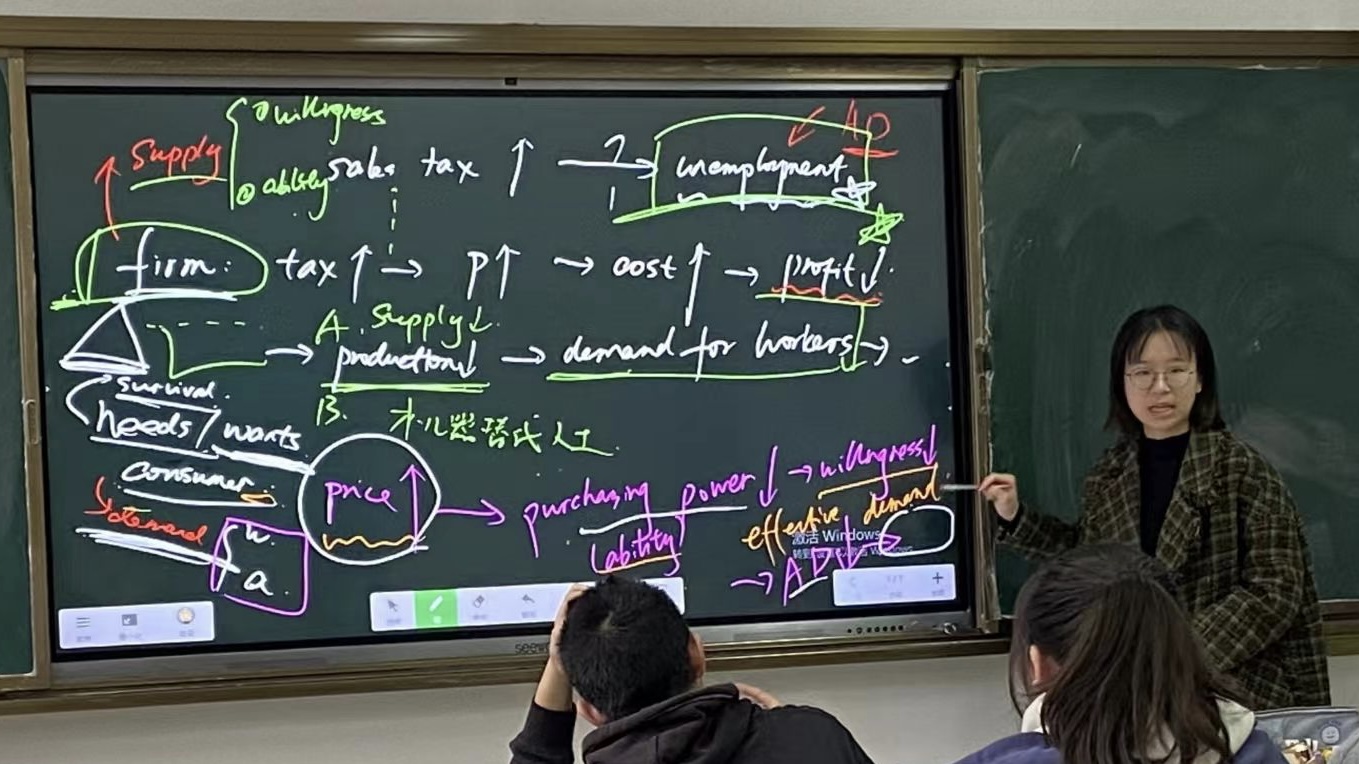 ① willingness
Supply
② ability
sales tax ↑ → ? unemployment
AD
firm: tax ↑ → P ↑ → cost ↑ → profit ↓.
A. Supply ↓.
→ production ↓ → demand for workers ↓ →
B. 机器替代人工.
survival.
needs / wants
consumer
demand
w.
a.
price ↑ → purchasing power ↓ → willingness ↓
(ability)
effective demand
→ AD ↓
激活 Windows
seewo